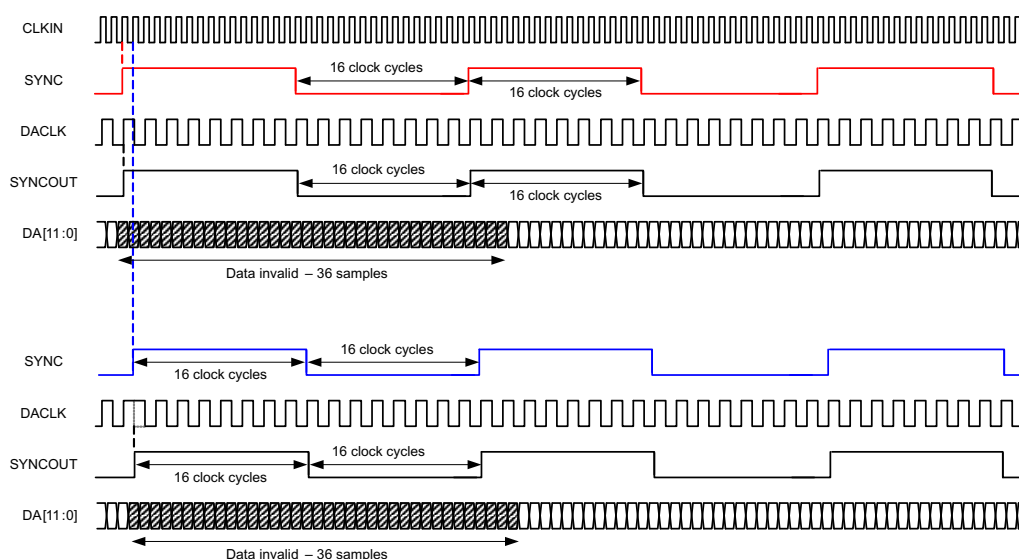 CLKIN
SYNC
16 clock cycles
16 clock cycles
DACLK
SYNCOUT
16 clock cycles
16 clock cycles
DA[11:0]
Data invalid – 36 samples
SYNC
16 clock cycles
16 clock cycles
DACLK
SYNCOUT
16 clock cycles
16 clock cycles
DA[11:0]
Data invalid – 36 samples